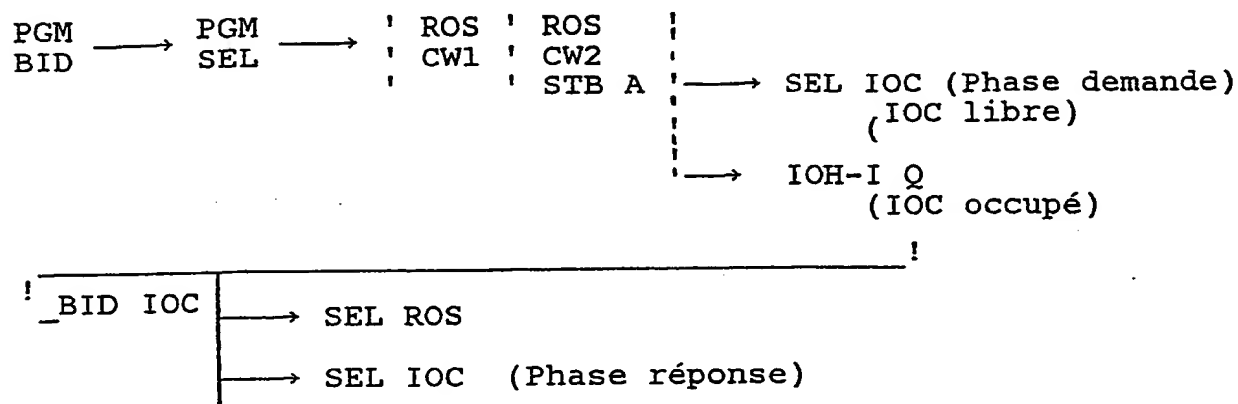 PGM ⟶ PGM ⟶ ' ROS ' ROS
BID SEL ' CW1 ' CW2
' ' STB A ⟶ SEL IOC (Phase demande)
(IOC libre)
⟶ IOH-I Q
(IOC occupé)
!
!_BID IOC
⟶ SEL ROS
⟶ SEL IOC (Phase réponse)